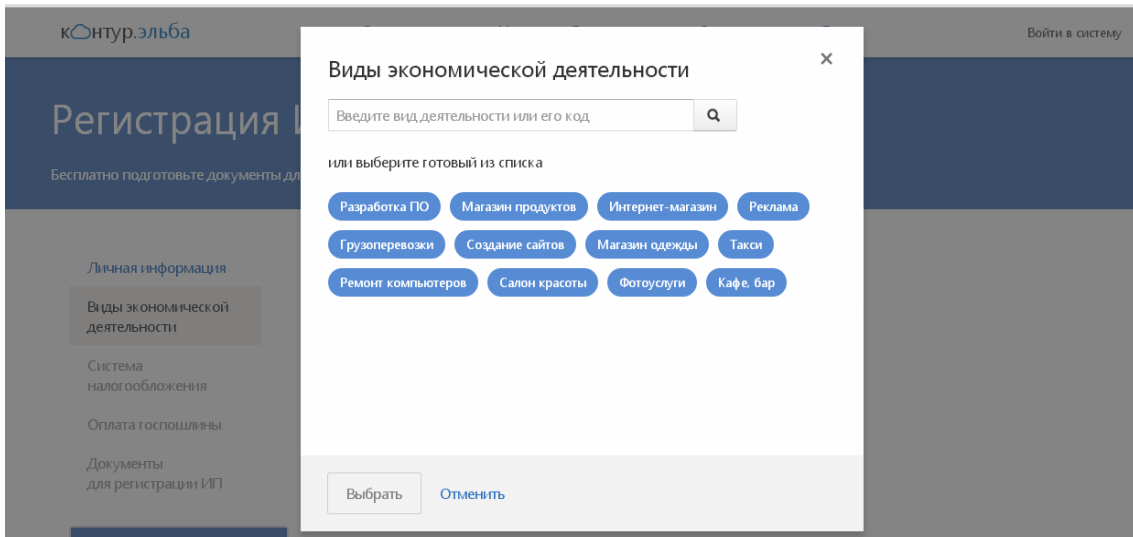 контур.эльба
Войти в систему
Регистрация
Бесплатно подготовьте документы
Личная информация
Виды экономической
деятельности
Система
налогообложения
Оплата госпошлины
Документы
для регистрации ИП
Виды экономической деятельности
×
Введите вид деятельности или его код
или выберите готовый из списка
Разработка ПО Магазин продуктов Интернет-магазин Реклама
Грузоперевозки Создание сайтов Магазин одежды Такси
Ремонт компьютеров Салон красоты Фотоуслуги Кафе, бар
Выбрать Отменить